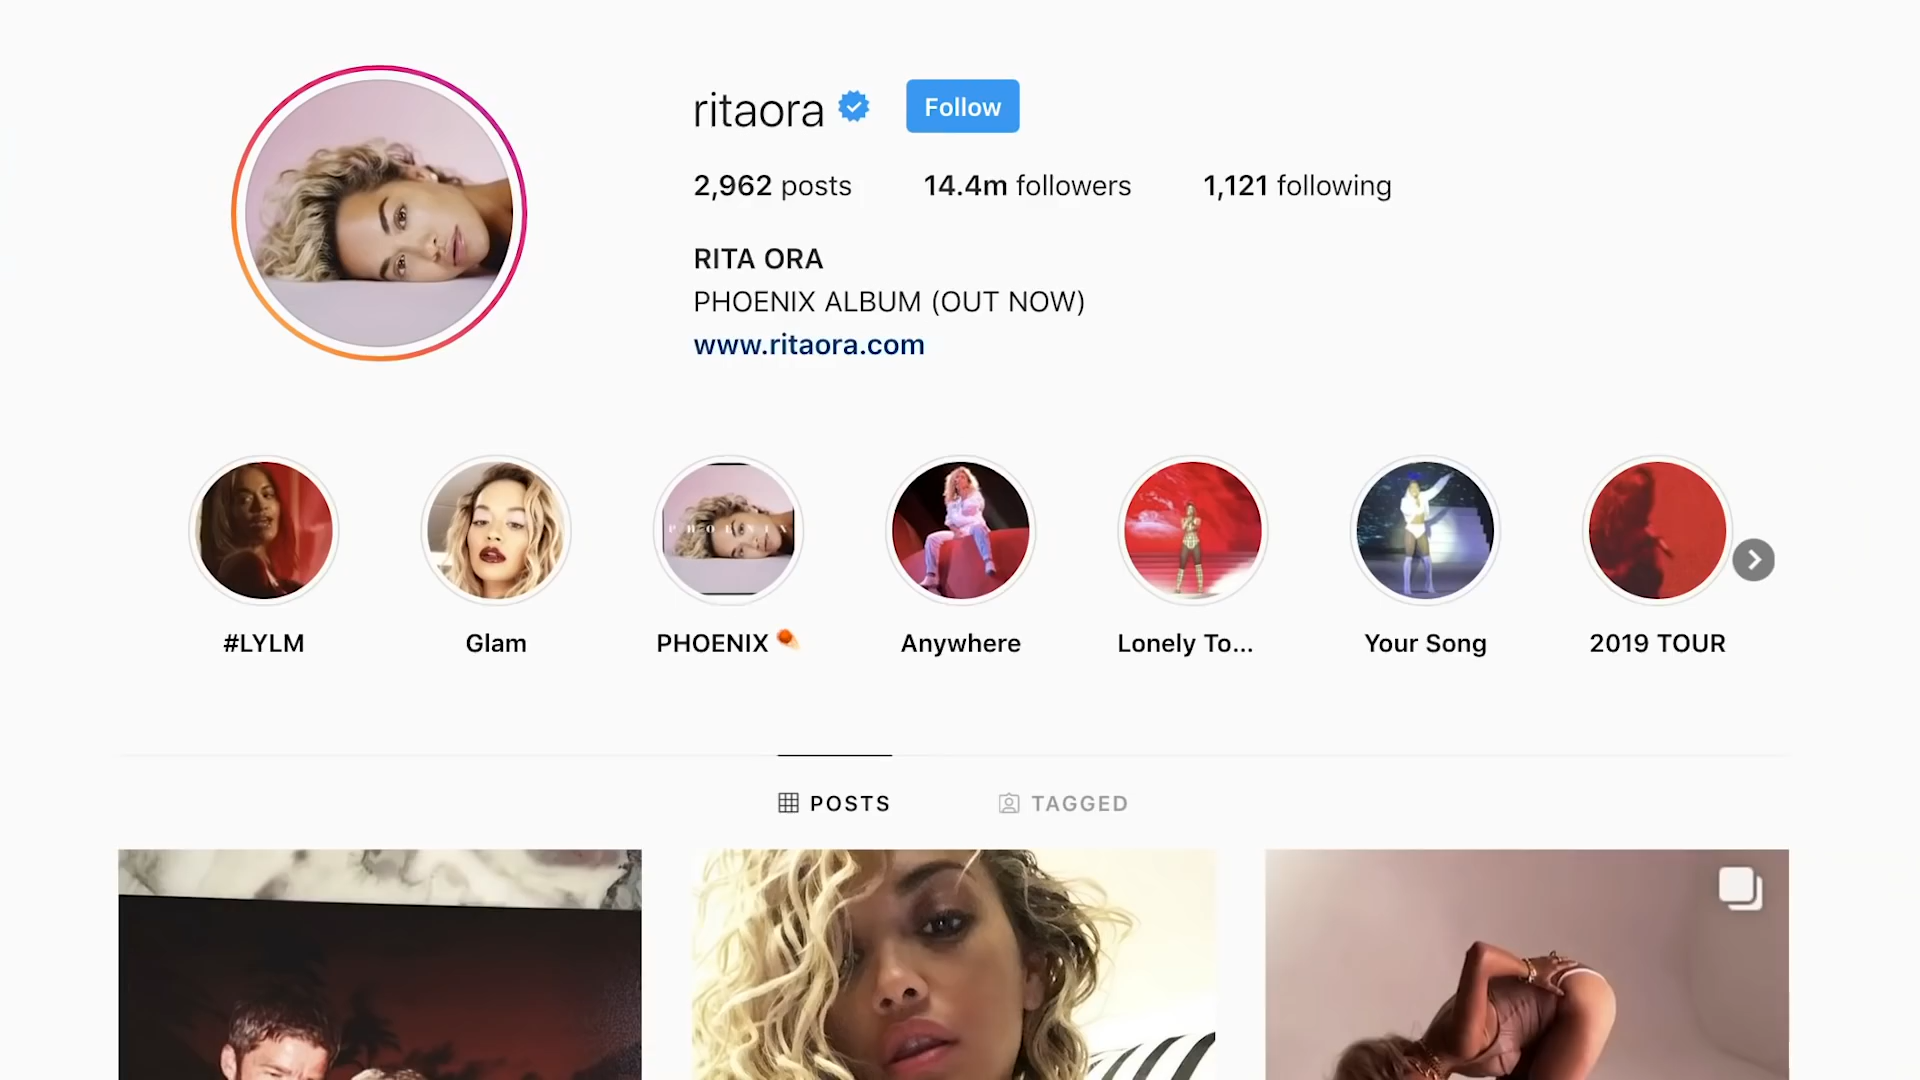 ritaora
Follow
2,962 posts 14.4m followers 1,121 following
RITA ORA
PHOENIX ALBUM (OUT NOW)
www.ritaora.com
PHOENIX
#LYLM Glam PHOENIX Anywhere Lonely To... Your Song 2019 TOUR
POSTS TAGGED